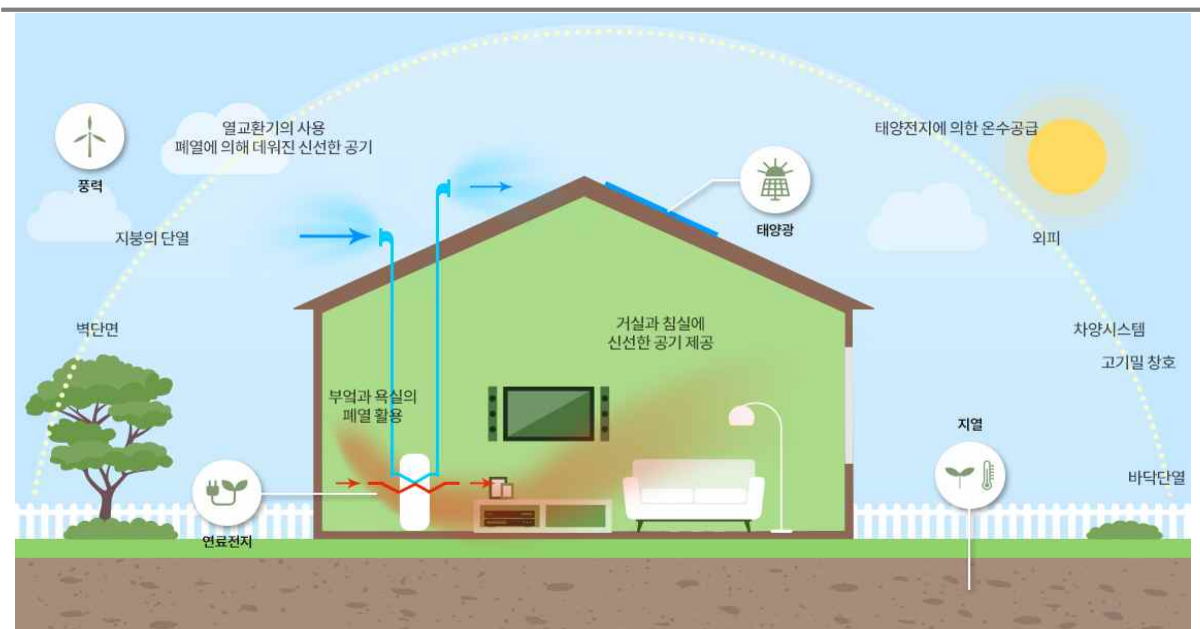 열교환기의 사용
폐열에 의해 데워진 신선한 공기
태양전지에 의한 온수공급
풍력
태양광
지붕의 단열
외피
벽단면
거실과 침실에
신선한 공기 제공
차양시스템
고기밀 창호
부엌과 욕실의
폐열 활용
지열
바닥단열
연료전지